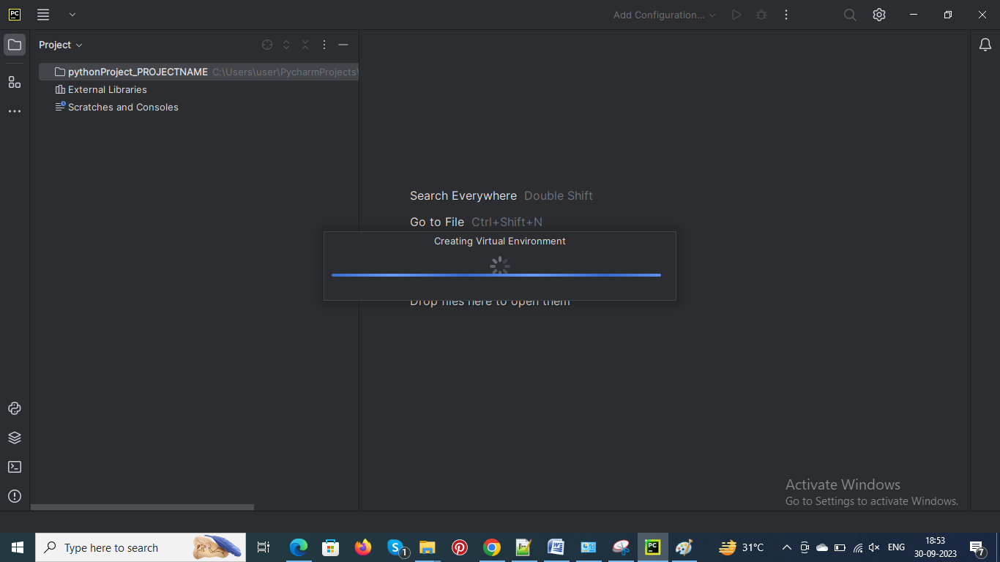 PC
Add Configuration...
Project
pythonProject_PROJECTNAME C:\Users\user\PycharmProjects\
External Libraries
Scratches and Consoles
Search Everywhere Double Shift
Go to File Ctrl+Shift+N
Creating Virtual Environment
Drop files here to open them
Activate Windows
Go to Settings to activate Windows.
Type here to search
S
1
W
PC
31°C
ENG
18:53
30-09-2023
7